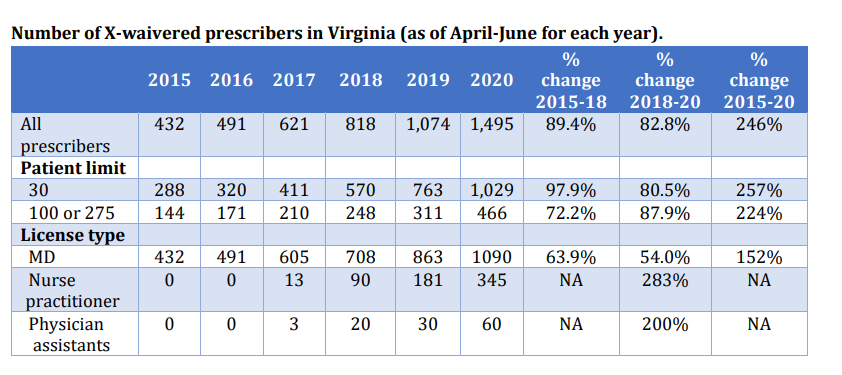 Number of X-waivered prescribers in Virginia (as of April-June for each year).
2015 2016 2017 2018 2019 2020 % change 2015-18 % change 2018-20 % change 2015-20
All prescribers 432 491 621 818 1,074 1,495 89.4% 82.8% 246%
Patient limit
30 288 320 411 570 763 1,029 97.9% 80.5% 257%
100 or 275 144 171 210 248 311 466 72.2% 87.9% 224%
License type
MD 432 491 605 708 863 1090 63.9% 54.0% 152%
Nurse practitioner 0 0 13 90 181 345 NA 283% NA
Physician assistants 0 0 3 20 30 60 NA 200% NA